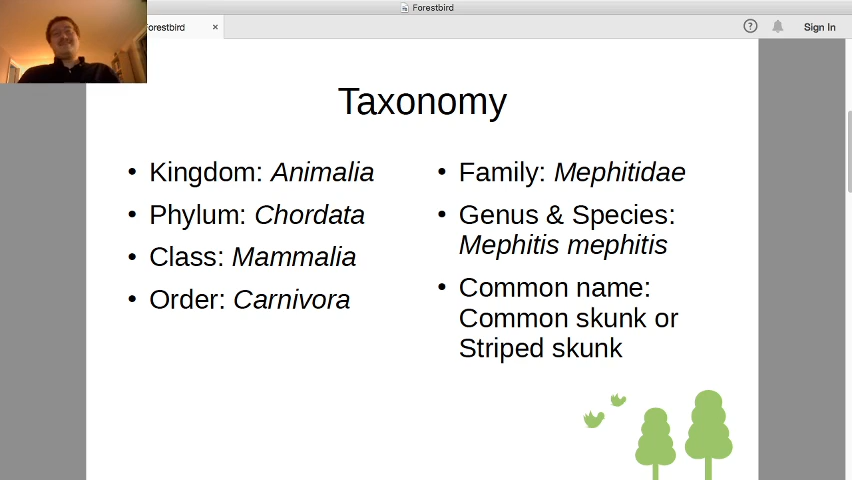 Forestbird
Forestbird
Sign In
Taxonomy
• Kingdom: Animalia
• Phylum: Chordata
• Class: Mammalia
• Order: Carnivora
• Family: Mephitidae
• Genus & Species:
Mephitis mephitis
• Common name:
Common skunk or
Striped skunk